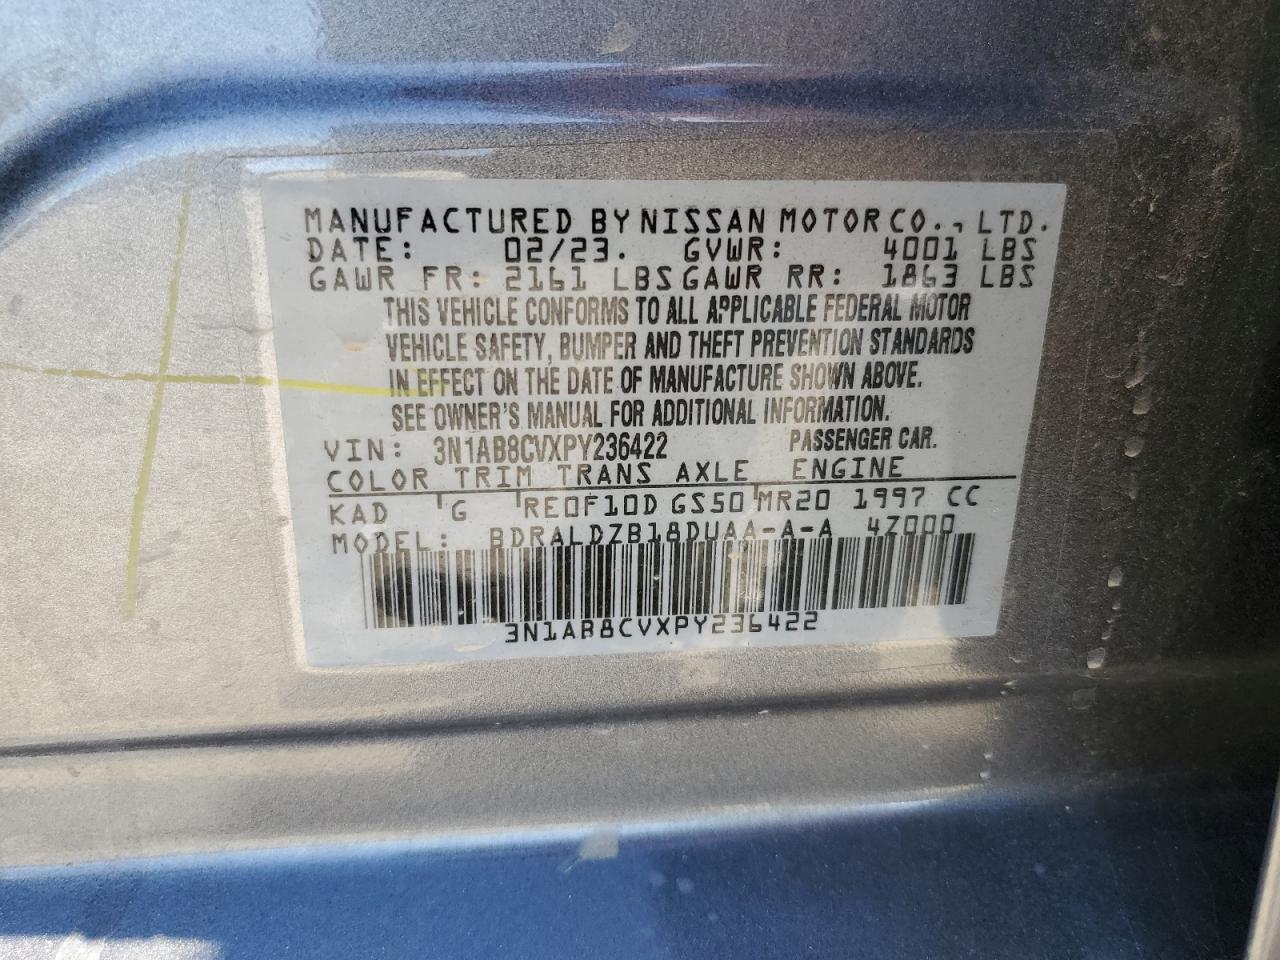 MANUFACTURED BY NISSAN MOTOR CO., LTD.
DATE: 02/23. GVWR: 4001 LBS
GAWR FR: 2161 LBS GAWR RR: 1863 LBS
THIS VEHICLE CONFORMS TO ALL APPLICABLE FEDERAL MOTOR
VEHICLE SAFETY, BUMPER AND THEFT PREVENTION STANDARDS
IN EFFECT ON THE DATE OF MANUFACTURE SHOWN ABOVE.
SEE OWNER'S MANUAL FOR ADDITIONAL INFORMATION.
VIN: 3N1AB8CVXPY236422 PASSENGER CAR.
COLOR TRIM TRANS AXLE ENGINE
KAD G RE0F10D GS50 MR20 1997 CC
MODEL: BDRALDZB18DUAA-A-A 4Z000
3N1AB8CVXPY236422